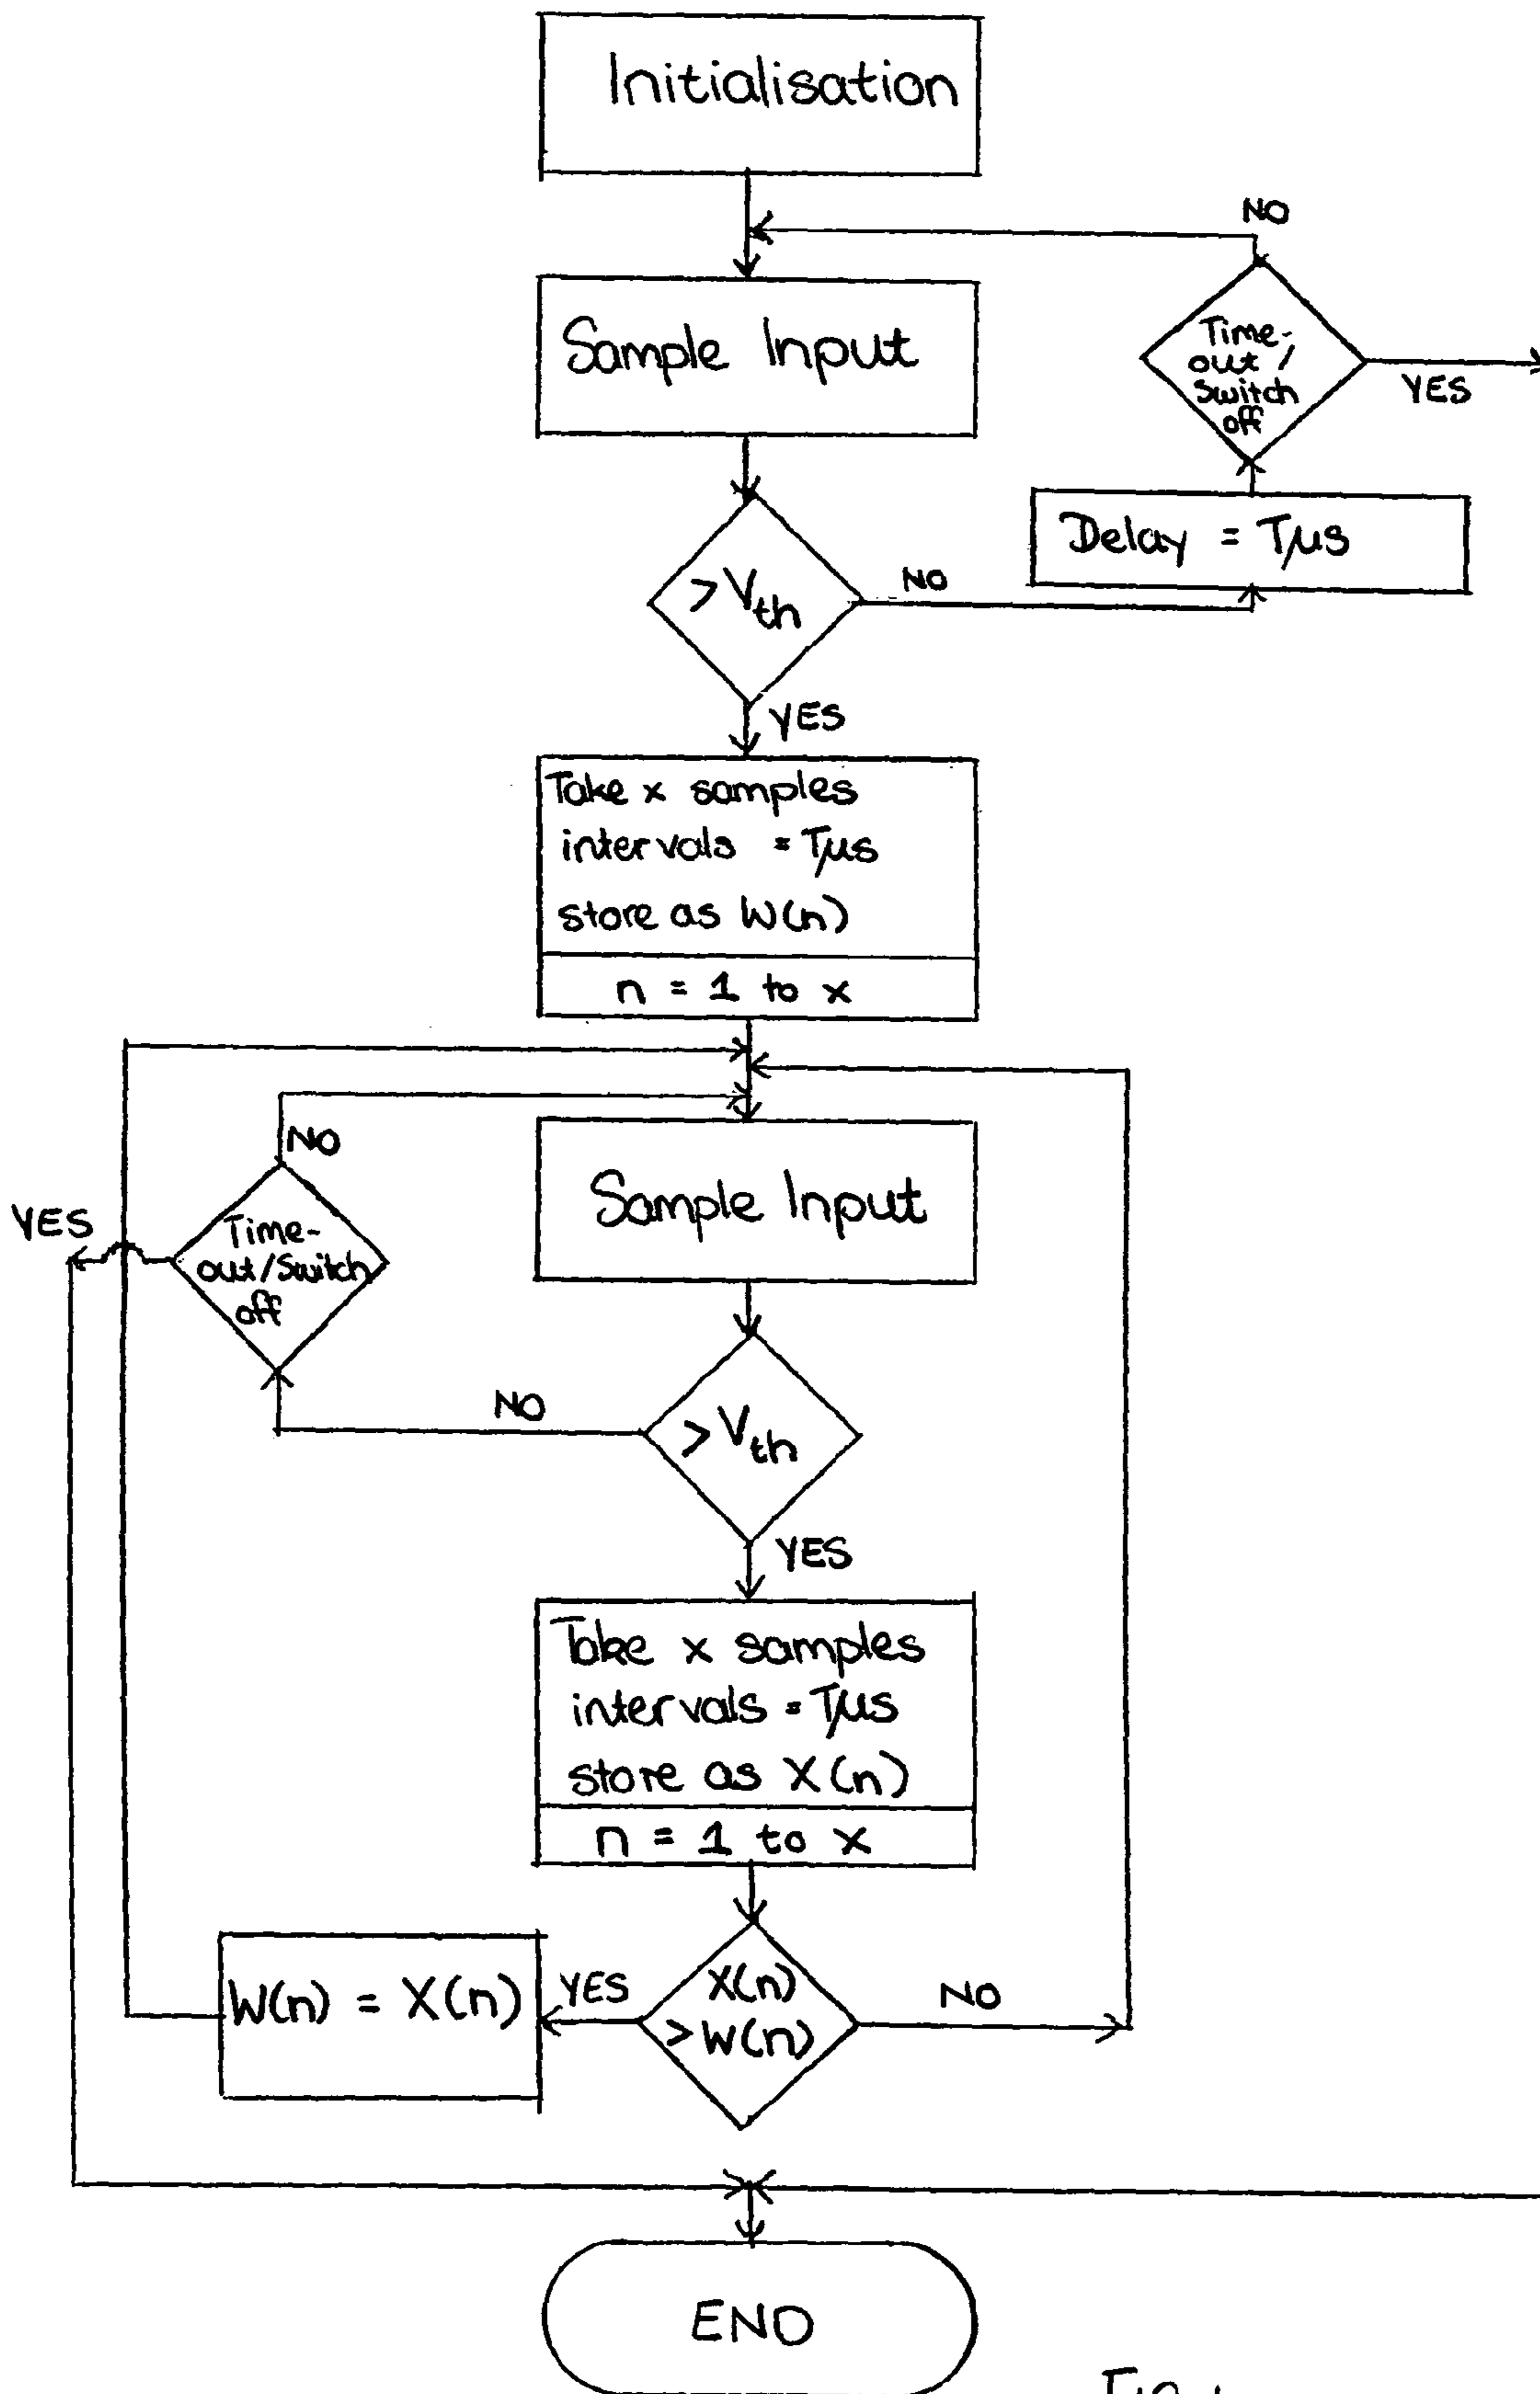 Initialisation
NO
Sample Input
Time-
out /
Switch
off
YES
Delay = Tμs
> Vth
NO
YES
Take x samples
intervals = Tμs
store as W(n)
n = 1 to x
NO
Sample Input
YES
Time-
out/Switch
off
NO
> Vth
YES
Take x samples
intervals = Tμs
store as X(n)
n = 1 to x
W(n) = X(n)
YES
X(n)
> W(n)
NO
END